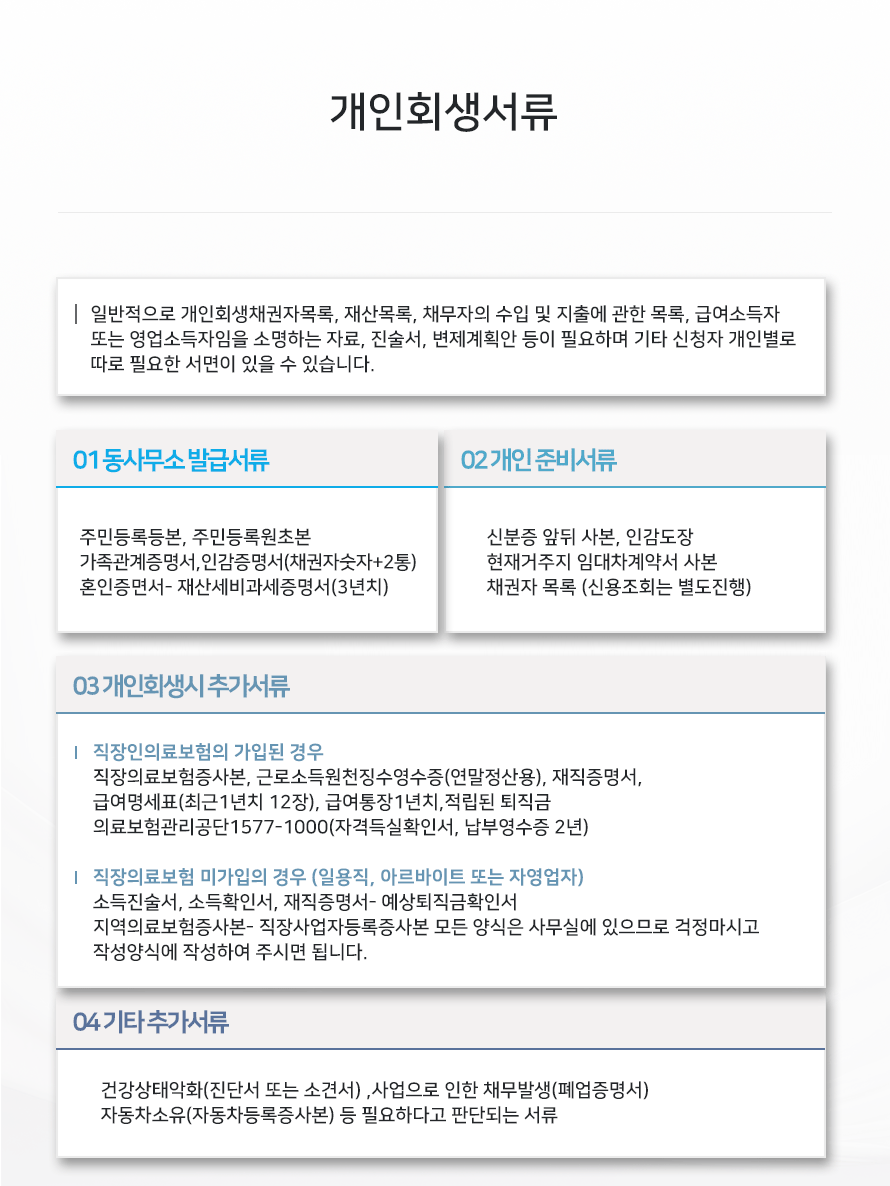 개인회생서류
일반적으로 개인회생채권자목록, 재산목록, 채무자의 수입 및 지출에 관한 목록, 급여소득자
또는 영업소득자임을 소명하는 자료, 진술서, 변제계획안 등이 필요하며 기타 신청자 개인별로
따로 필요한 서면이 있을 수 있습니다.
01 동사무소 발급서류
주민등록등본, 주민등록원초본
가족관계증명서,인감증명서(채권자숫자+2통)
혼인증면서- 재산세비과세증명서(3년치)
02 개인 준비서류
신분증 앞뒤 사본, 인감도장
현재거주지 임대차계약서 사본
채권자 목록 (신용조회는 별도진행)
03 개인회생시 추가서류
직장인의료보험의 가입된 경우
직장의료보험증사본, 근로소득원천징수영수증(연말정산용), 재직증명서,
급여명세표(최근1년치 12장), 급여통장1년치,적립된 퇴직금
의료보험관리공단1577-1000(자격득실확인서, 납부영수증 2년)
직장의료보험 미가입의 경우 (일용직, 아르바이트 또는 자영업자)
소득진술서, 소득확인서, 재직증명서- 예상퇴직금확인서
지역의료보험증사본- 직장사업자등록증사본 모든 양식은 사무실에 있으므로 걱정마시고
작성양식에 작성하여 주시면 됩니다.
04 기타 추가서류
건강상태악화(진단서 또는 소견서) ,사업으로 인한 채무발생(폐업증명서)
자동차소유(자동차등록증사본) 등 필요하다고 판단되는 서류